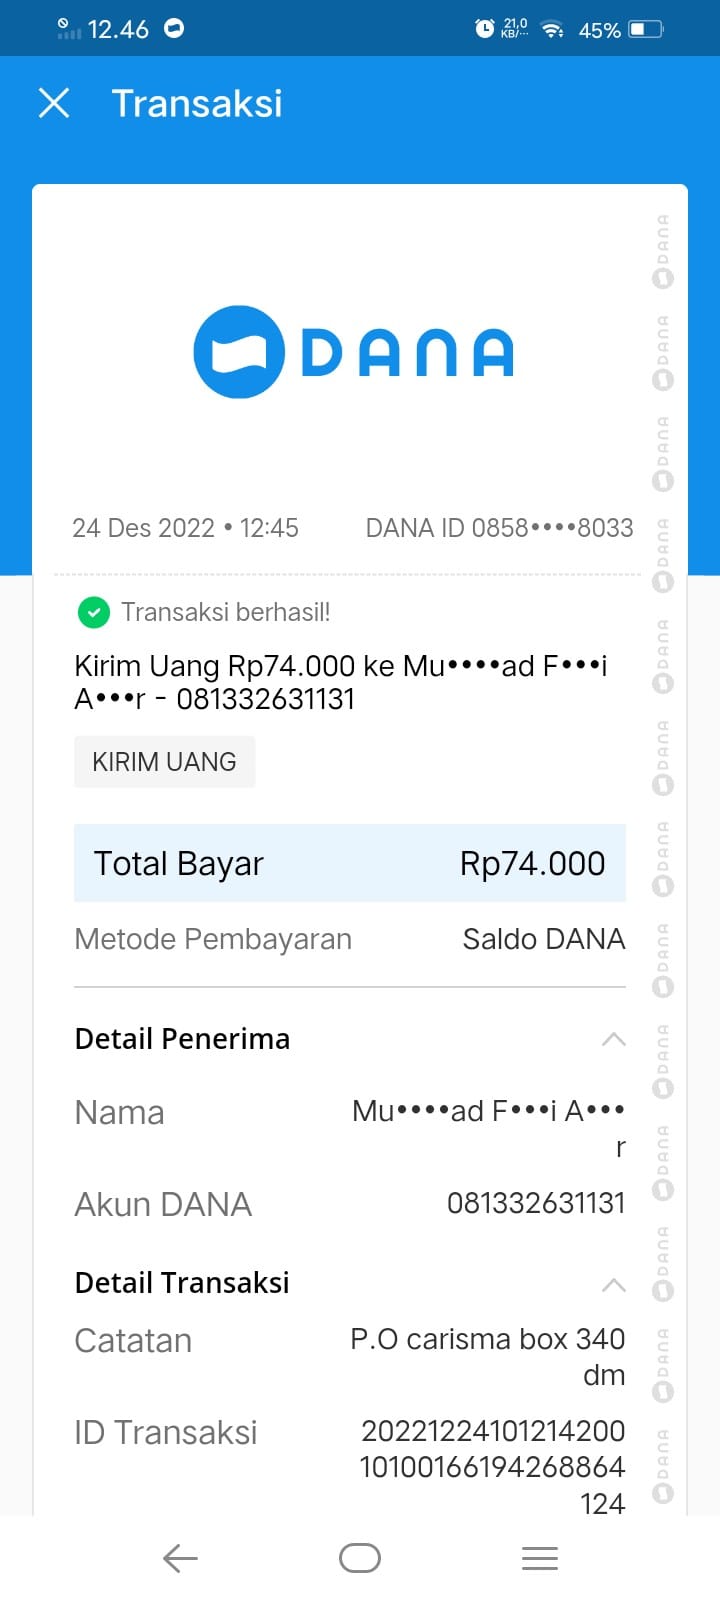 12.46
21,0
KB/...
45%
Transaksi
DANA
24 Des 2022 • 12:45
DANA ID 0858••••8033
Transaksi berhasil!
Kirim Uang Rp74.000 ke Mu••••ad F•••i
A•••r - 081332631131
KIRIM UANG
Total Bayar
Rp74.000
Metode Pembayaran
Saldo DANA
Detail Penerima
Nama
Mu••••ad F•••i A•••
r
Akun DANA
081332631131
Detail Transaksi
Catatan
P.O carisma box 340
dm
ID Transaksi
20221224101214200
10100166194268864
124
DANA
DANA
DANA
DANA
DANA
DANA
DANA
DANA
DANA
DANA
DANA
DANA
DANA